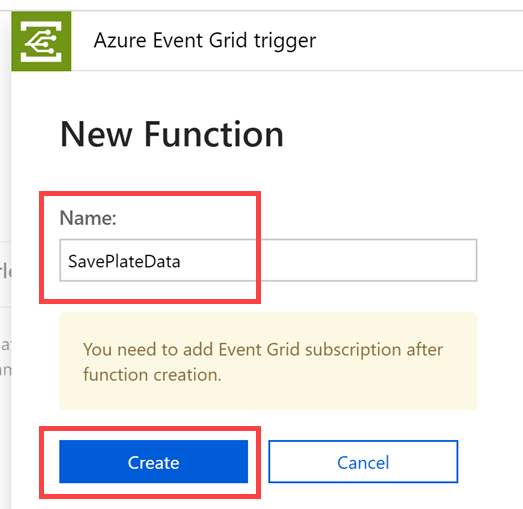 Azure Event Grid trigger
New Function
Name:
SavePlateData
You need to add Event Grid subscription after
function creation.
Create
Cancel